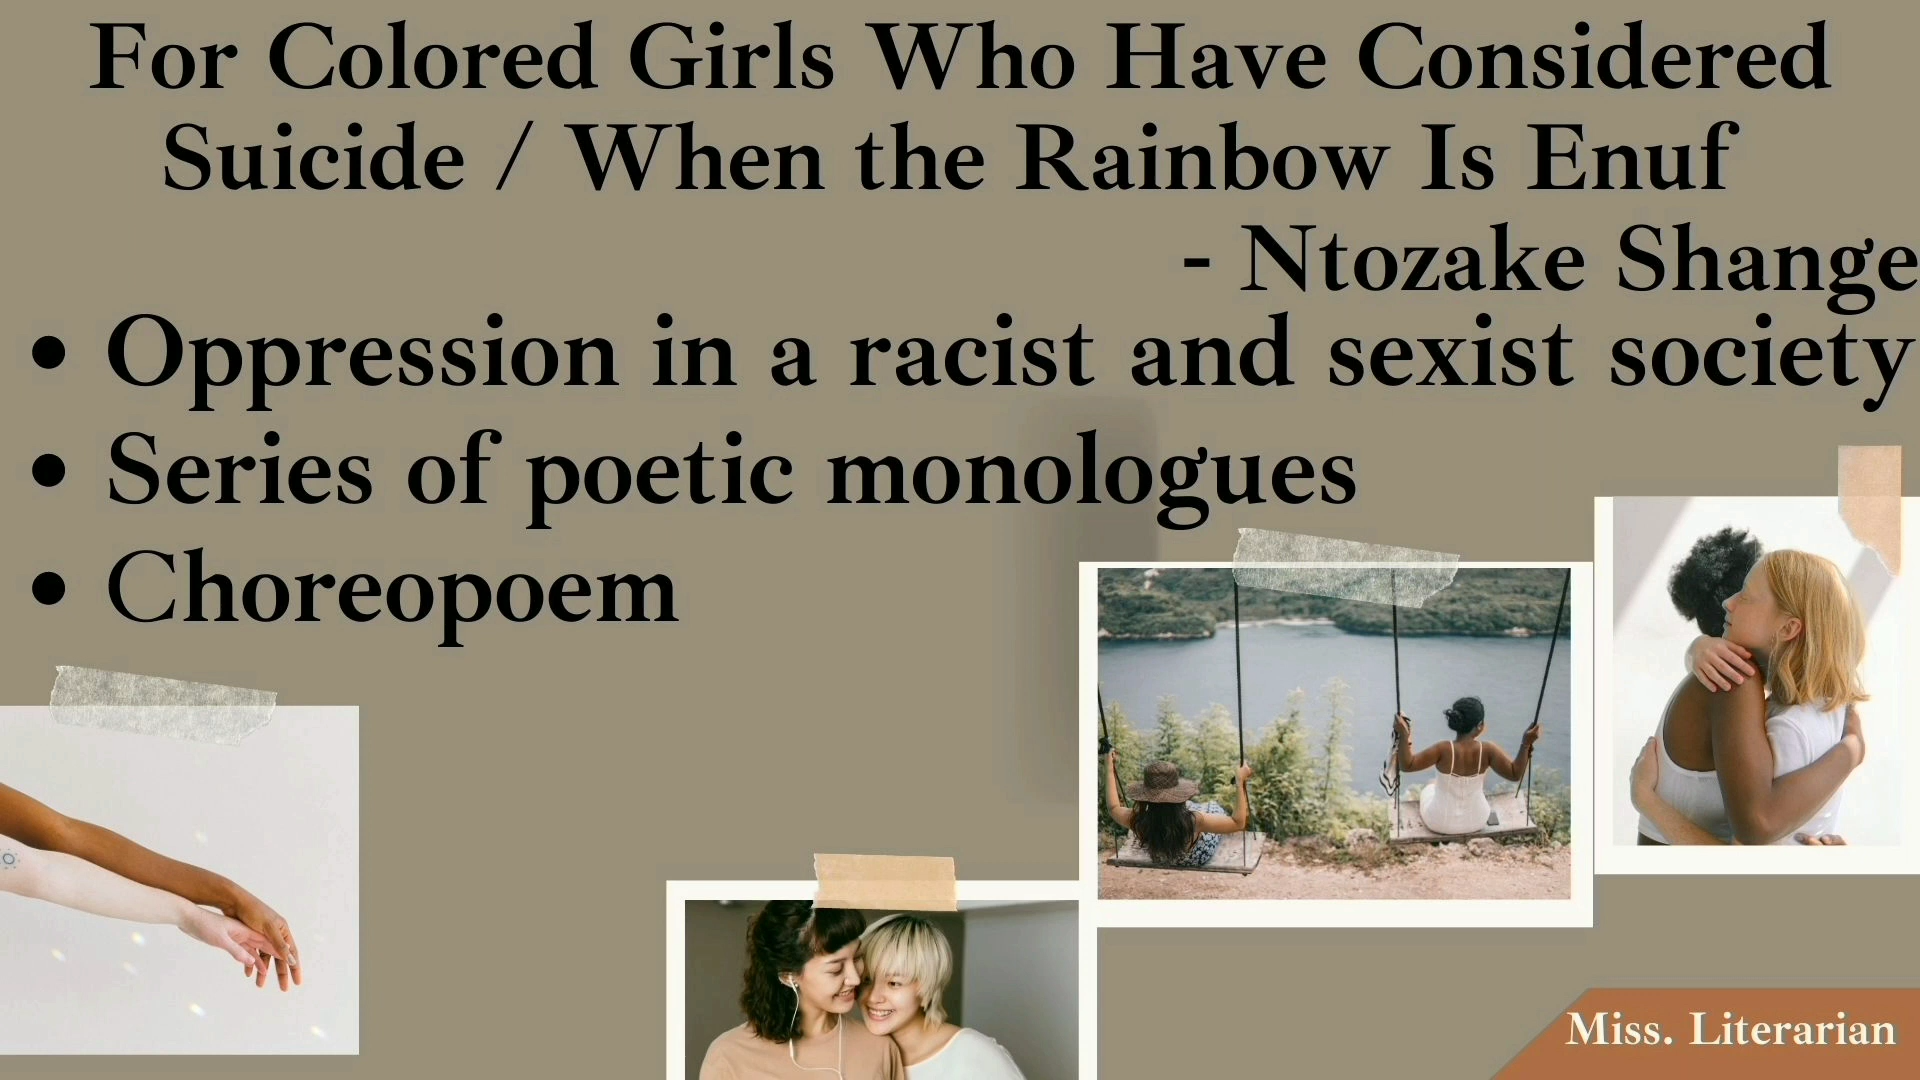 For Colored Girls Who Have Considered
Suicide / When the Rainbow Is Enuf
- Ntozake Shange
• Oppression in a racist and sexist society
• Series of poetic monologues
• Choreopoem
Miss. Literarian